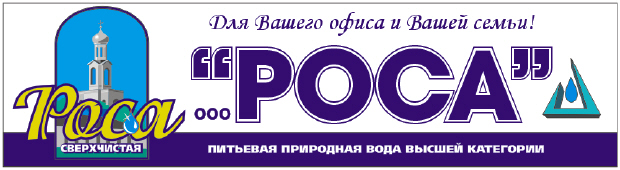 Для Вашего офиса и Вашей семьи!
Роса
СВЕРХЧИСТАЯ
ООО “РОСА”
ПИТЬЕВАЯ ПРИРОДНАЯ ВОДА ВЫСШЕЙ КАТЕГОРИИ